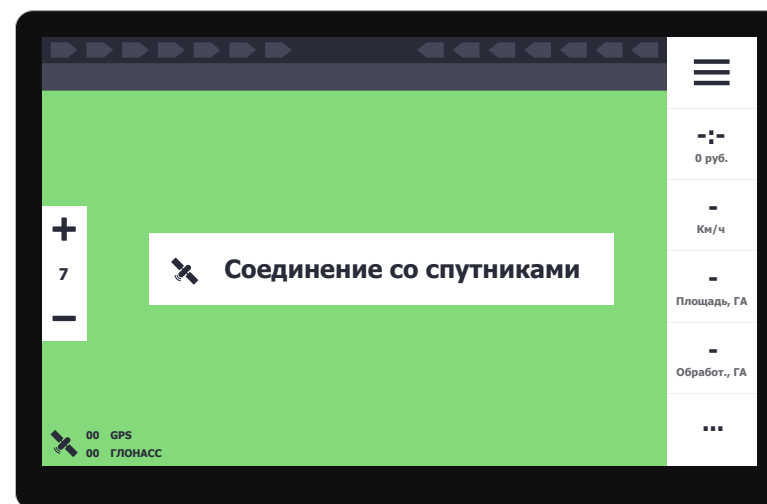 -:-
0 руб.
-
Км/ч
+
7
Соединение со спутниками
-
Площадь, ГА
—
-
Обработ., ГА
00 GPS
00 ГЛОНАСС
...